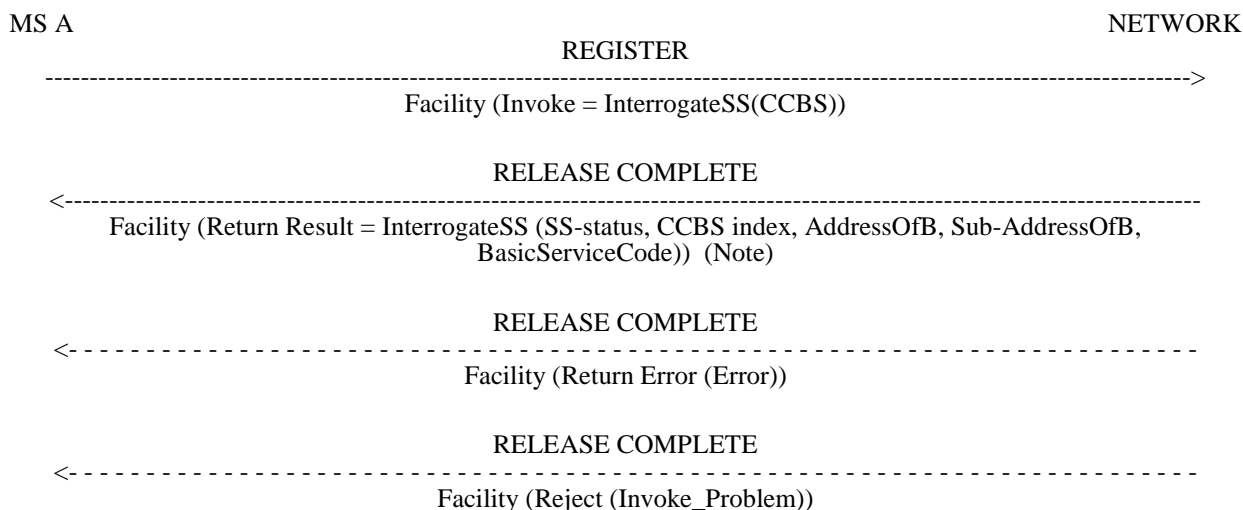 MS A NETWORK
REGISTER
Facility (Invoke = InterrogateSS(CCBS))
RELEASE COMPLETE
Facility (Return Result = InterrogateSS (SS-status, CCBS index, AddressOfB, Sub-AddressOfB,
BasicServiceCode)) (Note)
RELEASE COMPLETE
Facility (Return Error (Error))
RELEASE COMPLETE
Facility (Reject (Invoke_Problem))